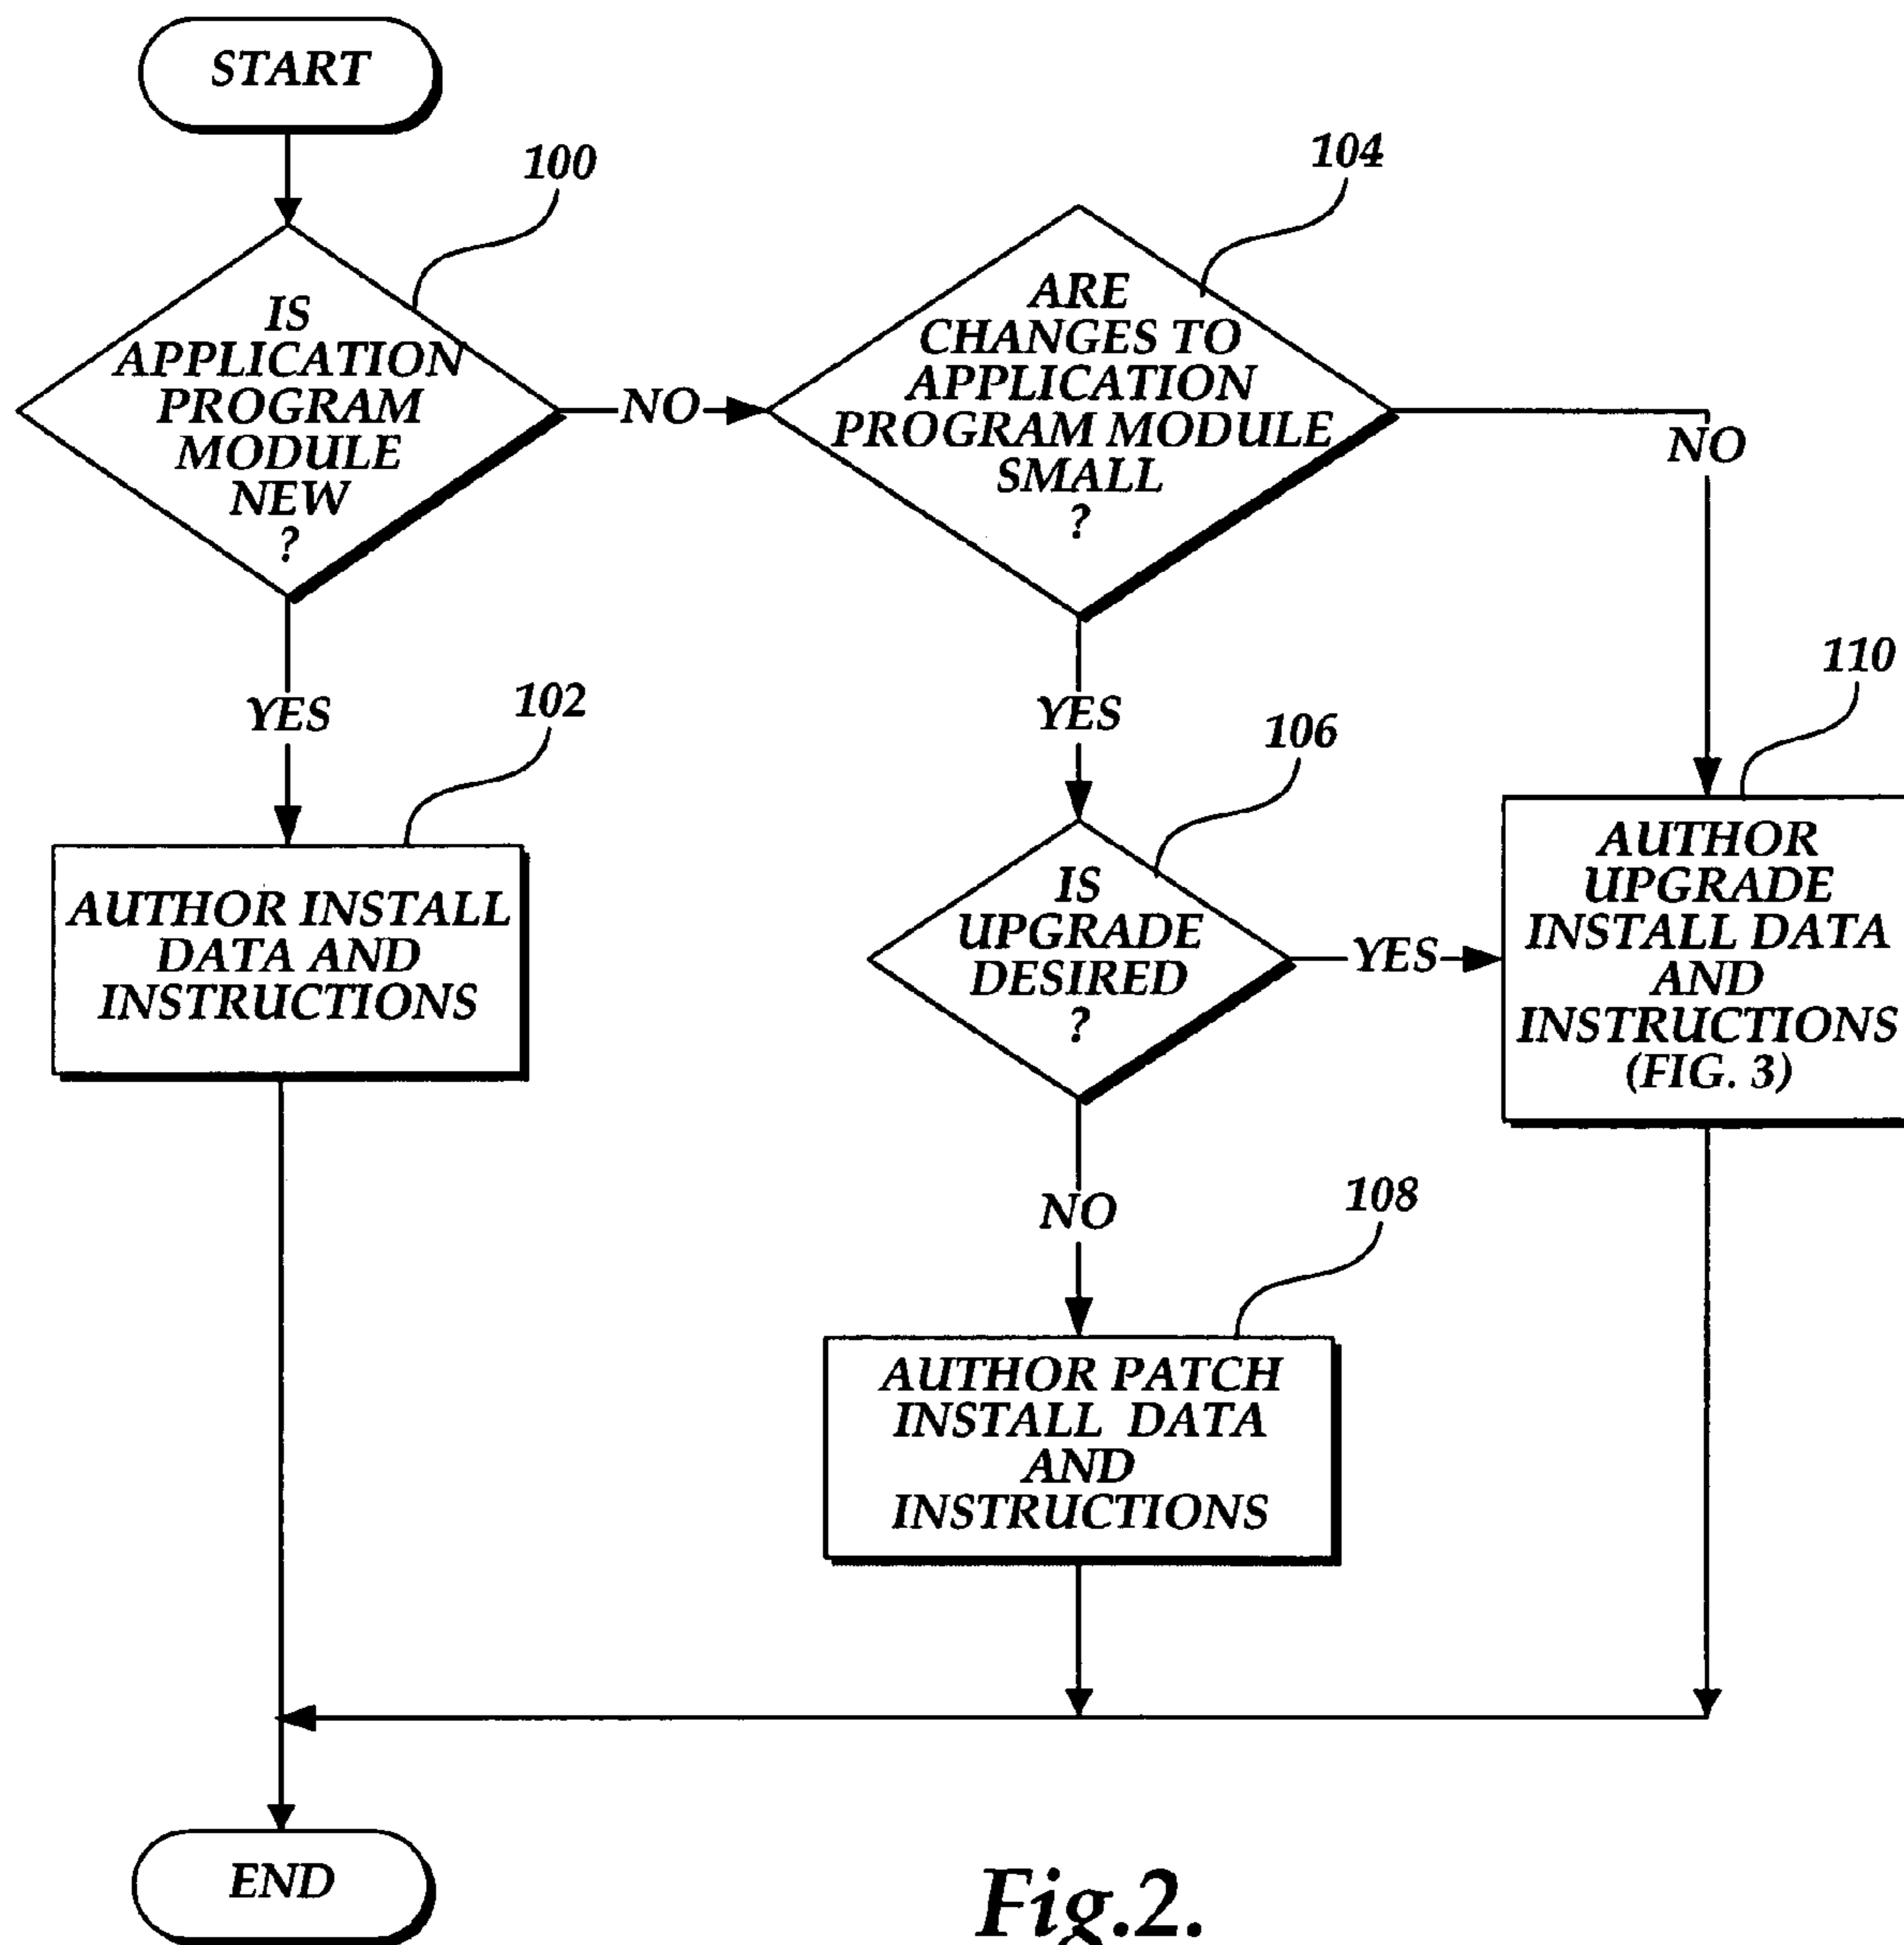 START
100
IS
APPLICATION
PROGRAM
MODULE
NEW
?
NO
104
ARE
CHANGES TO
APPLICATION
PROGRAM MODULE
SMALL
?
NO
YES
102
AUTHOR INSTALL
DATA AND
INSTRUCTIONS
YES
106
IS
UPGRADE
DESIRED
?
YES
110
AUTHOR
UPGRADE
INSTALL DATA
AND
INSTRUCTIONS
(FIG. 3)
NO
108
AUTHOR PATCH
INSTALL DATA
AND
INSTRUCTIONS
END
Fig.2.